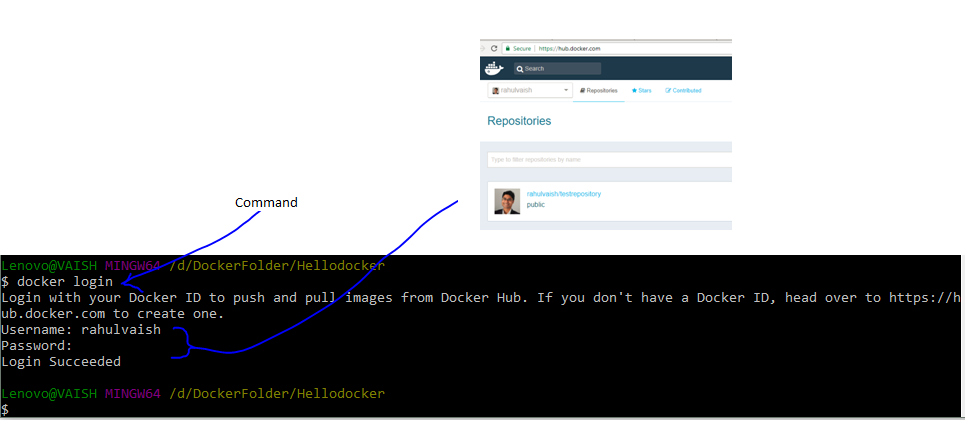 Secure | https://hub.docker.com
Search
rahulvaish
Repositories
Stars
Contributed
Repositories
Type to filter repositories by name
rahulvaish/testrepository
public
Command
Lenovo@VAISH MINGW64 /d/DockerFolder/Hellodocker
$ docker login
Login with your Docker ID to push and pull images from Docker Hub. If you don't have a Docker ID, head over to https://h
ub.docker.com to create one.
Username: rahulvaish
Password:
Login Succeeded
Lenovo@VAISH MINGW64 /d/DockerFolder/Hellodocker
$